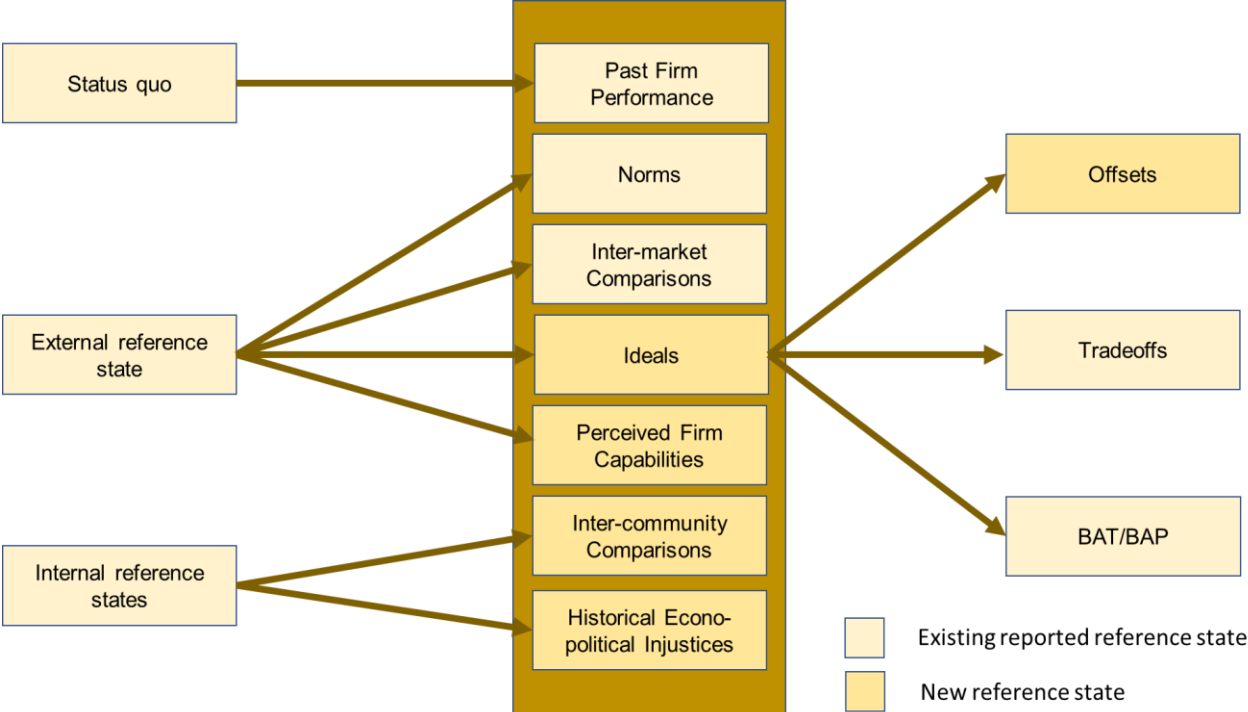 Status quo
External reference
state
Internal reference
states
Past Firm
Performance
Norms
Inter-market
Comparisons
Ideals
Perceived Firm
Capabilities
Inter-community
Comparisons
Historical Econo-
political Injustices
Offsets
Tradeoffs
BAT/BAP
Existing reported reference state
New reference state